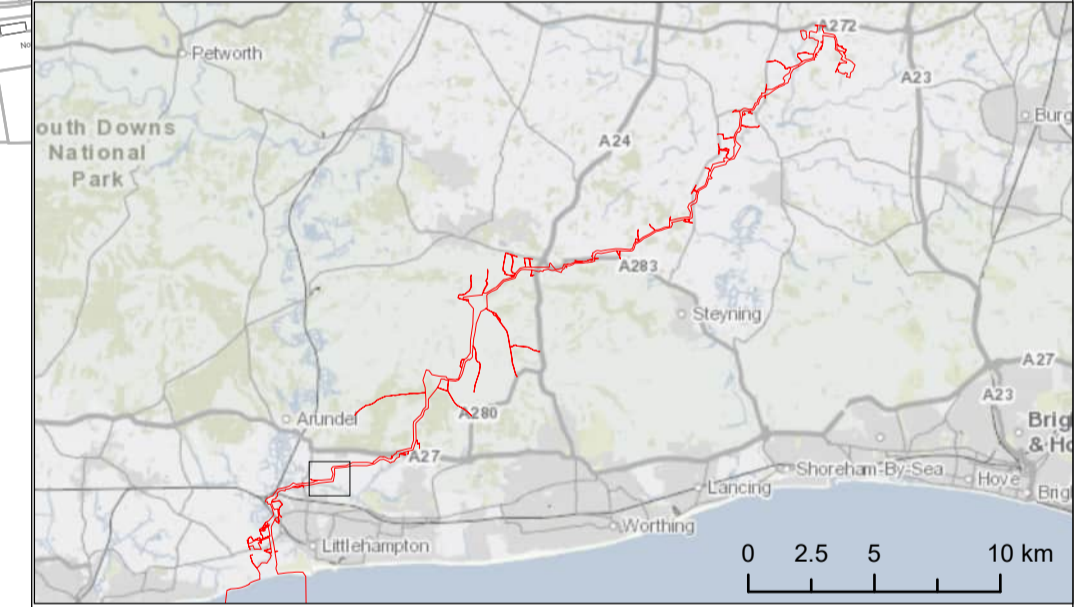 A272
Petworth
No
A23
Burg
outh Downs
National
Park
A24
A283
Steyning
A27
A23
Arundel
A280
Brig
& Ho
A27
Shoreham-By-Sea
Hove
Lancing
Brig
Worthing
Littlehampton
0 2.5 5 10 km